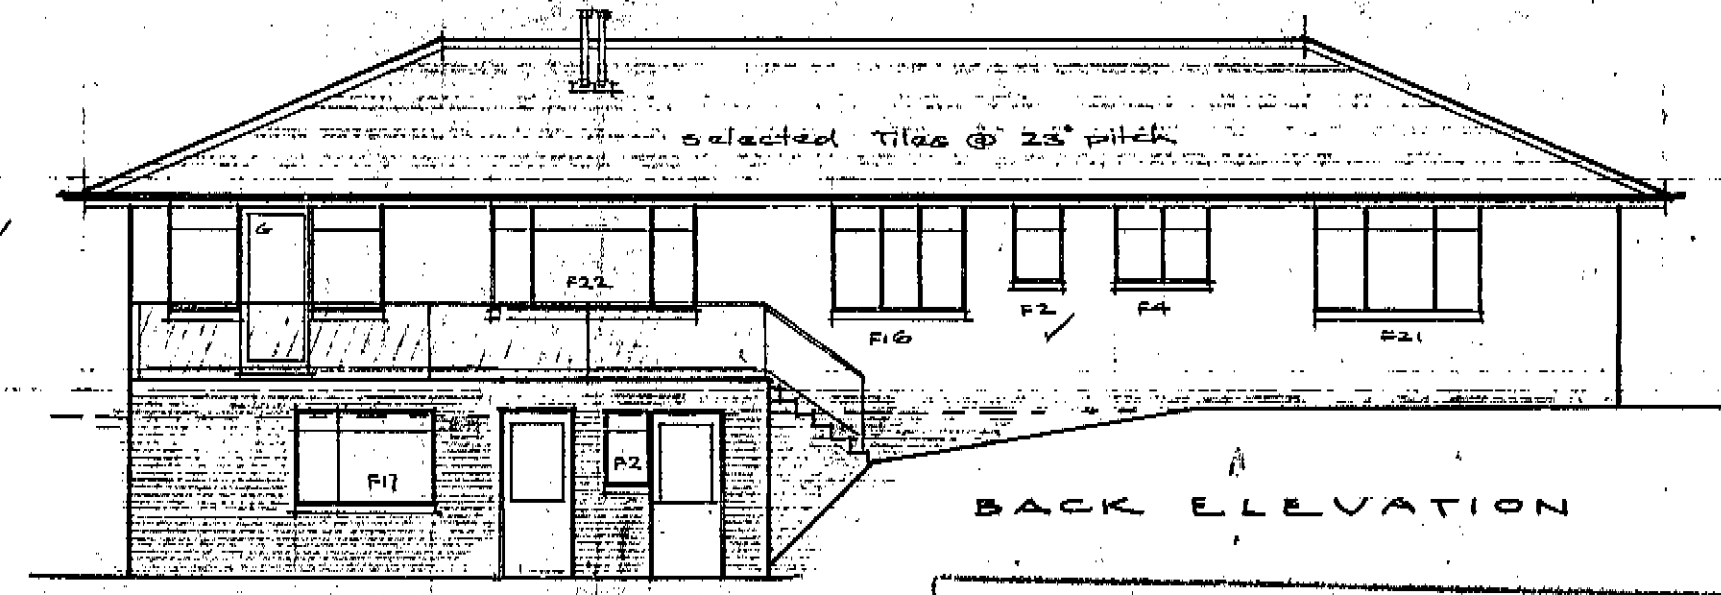 selected Tiles @ 23° pitch
G
F22
F16
F2
F4
F21
F17
F2
BACK ELEVATION